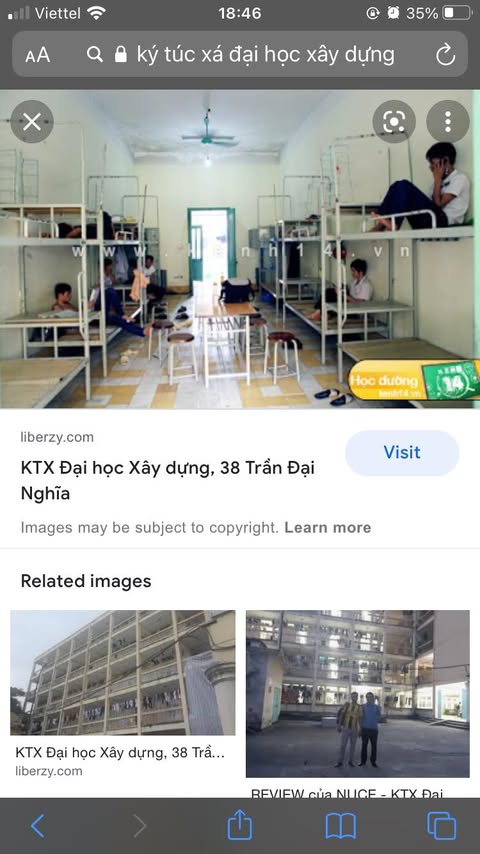 Viettel 18:46 35%
AA ký túc xá đại học xây dựng
www.kenh14.vn
Học đường
KÊNH 14
kenh14.vn
liberzy.com
KTX Đại học Xây dựng, 38 Trần Đại
Nghĩa
Visit
Images may be subject to copyright. Learn more
Related images
KTX Đại học Xây dựng, 38 Trầ...
liberzy.com
REVIEW của NUCE - KTX Đại